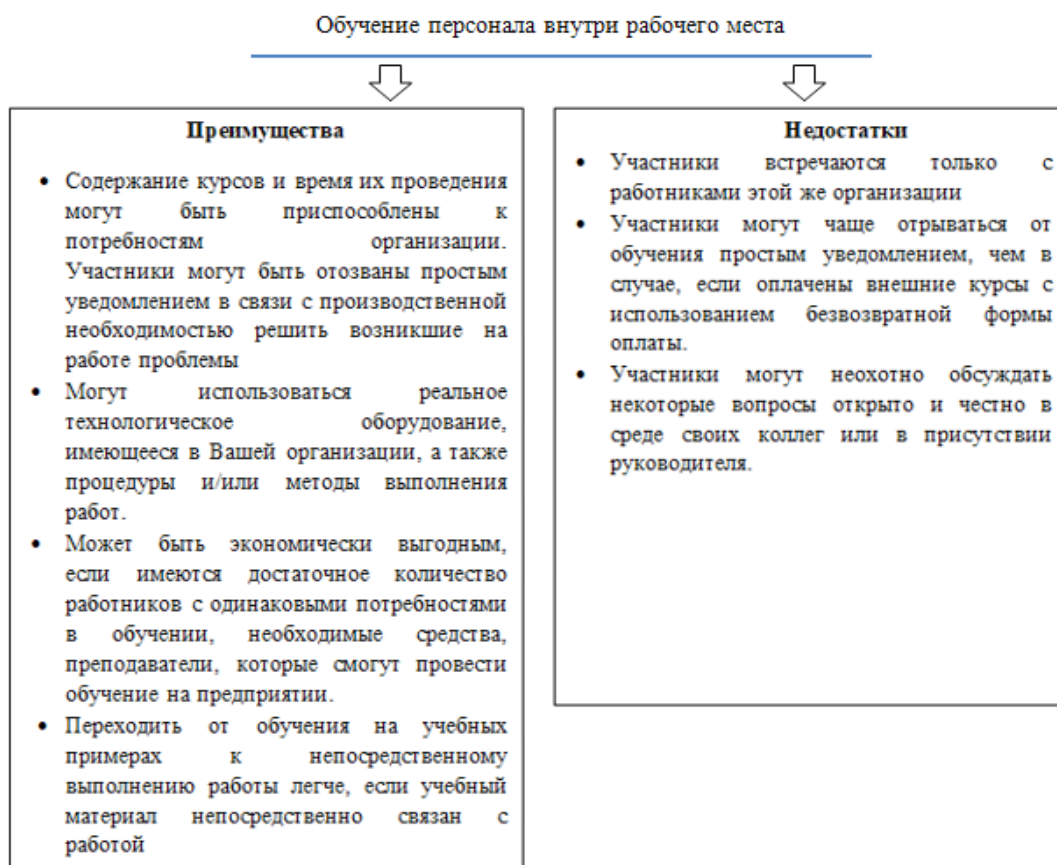 Обучение персонала внутри рабочего места
Преимущества
• Содержание курсов и время их проведения
могут быть приспособлены к
потребностям организации.
Участники могут быть отозваны простым
уведомлением в связи с производственной
необходимостью решить возникшие на
работе проблемы
• Могут использоваться реальное
технологическое оборудование,
имеющееся в Вашей организации, а также
процедуры и/или методы выполнения
работ.
• Может быть экономически выгодным,
если имеются достаточное количество
работников с одинаковыми потребностями
в обучении, необходимые средства,
преподаватели, которые смогут провести
обучение на предприятии.
• Переходить от обучения на учебных
примерах к непосредственному
выполнению работы легче, если учебный
материал непосредственно связан с
работой
Недостатки
• Участники встречаются только с
работниками этой же организации
• Участники могут чаще отрываться от
обучения простым уведомлением, чем в
случае, если оплачены внешние курсы с
использованием безвозвратной формы
оплаты.
• Участники могут неохотно обсуждать
некоторые вопросы открыто и честно в
среде своих коллег или в присутствии
руководителя.